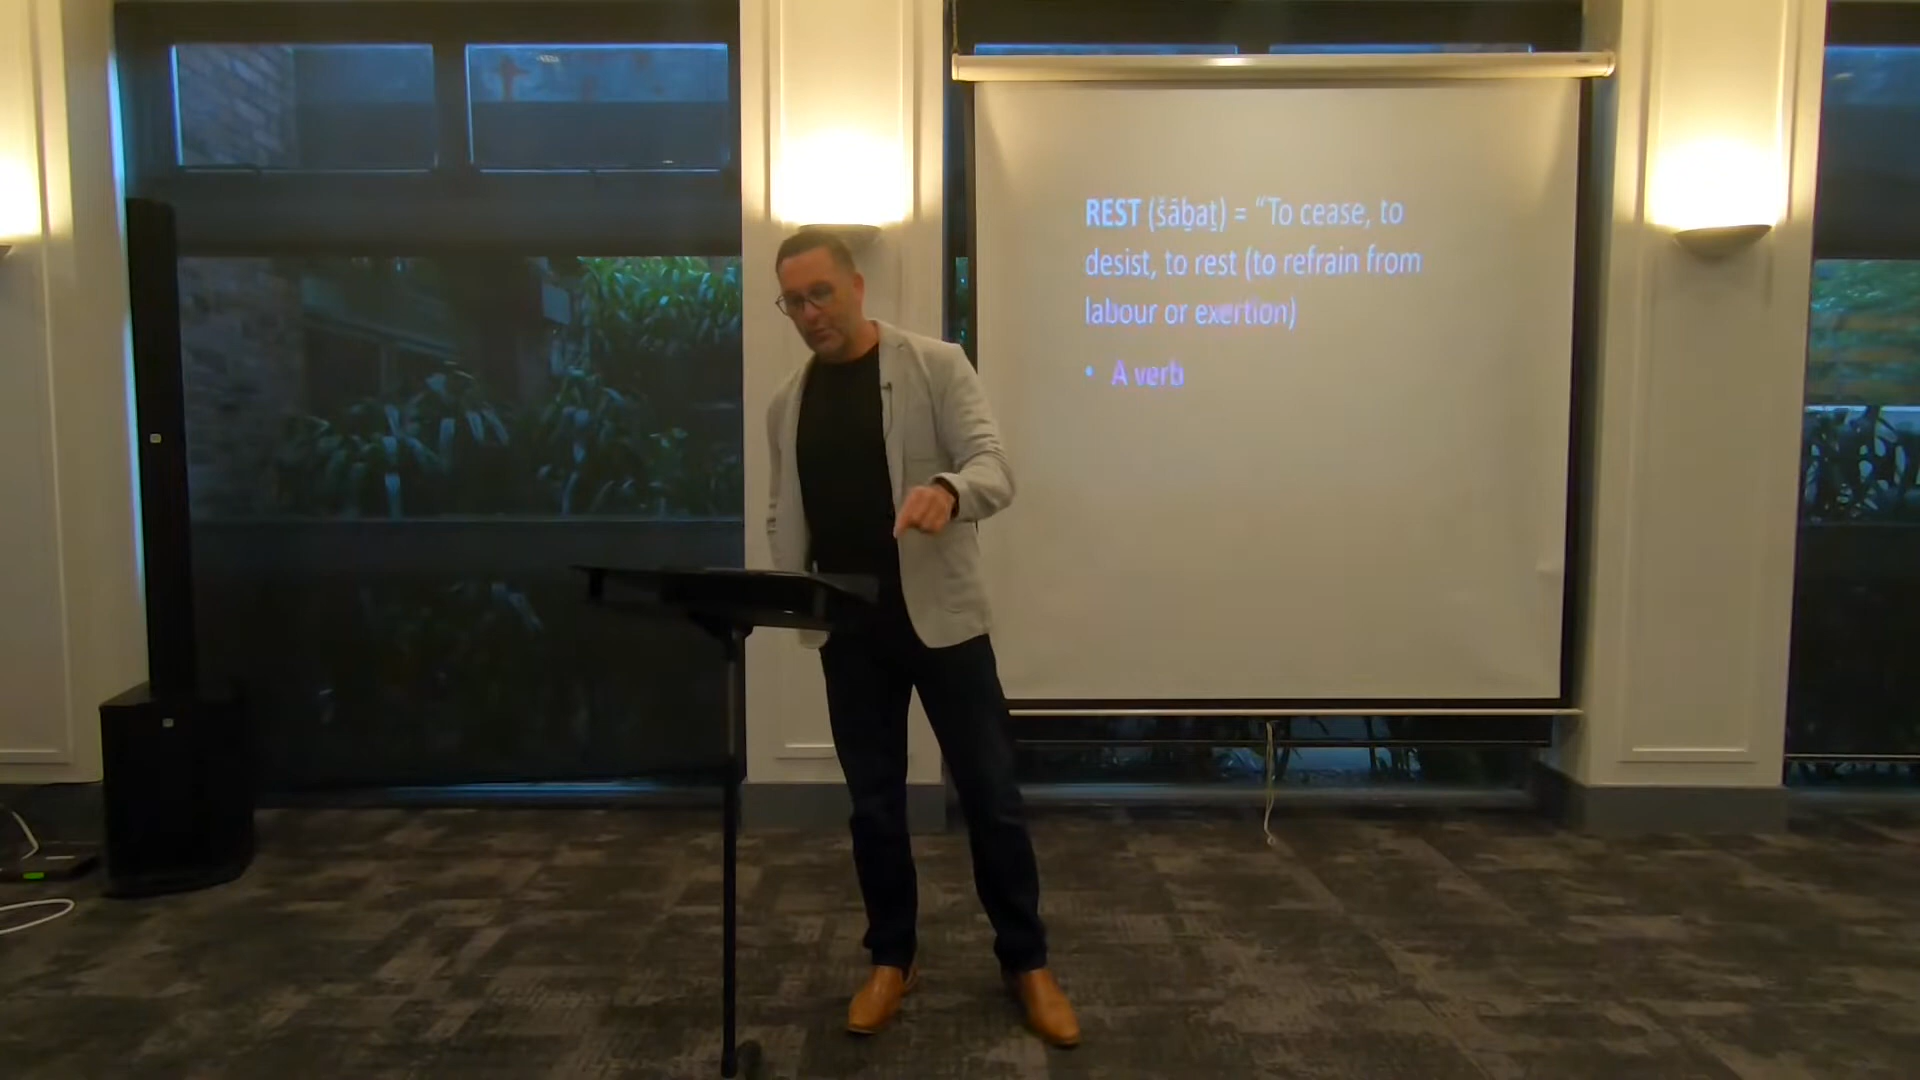 REST (šāḇaṯ) = “To cease, to
desist, to rest (to refrain from
labour or exertion)
• A verb